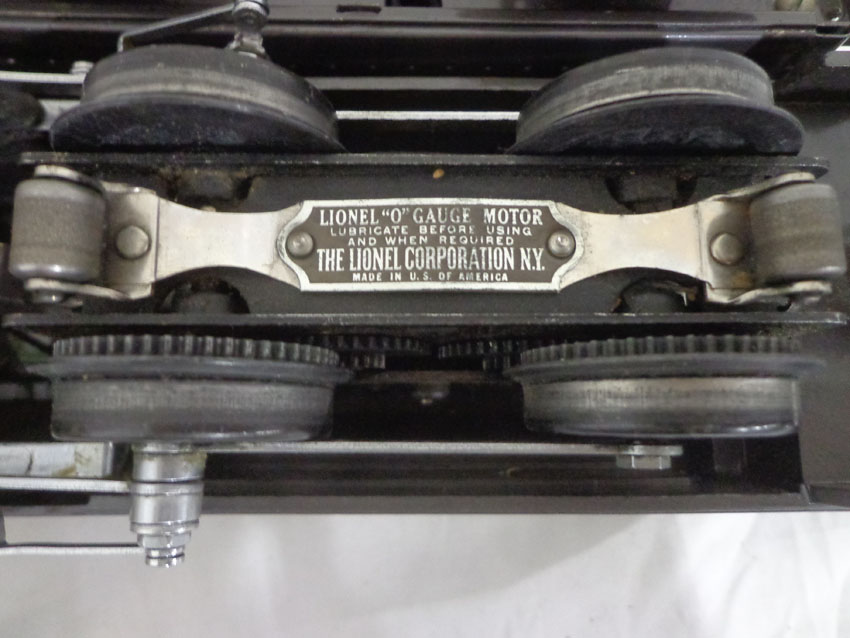 LIONEL "O" GAUGE MOTOR
LUBRICATE BEFORE USING
AND WHEN REQUIRED
THE LIONEL CORPORATION N.Y.
MADE IN U.S. OF AMERICA